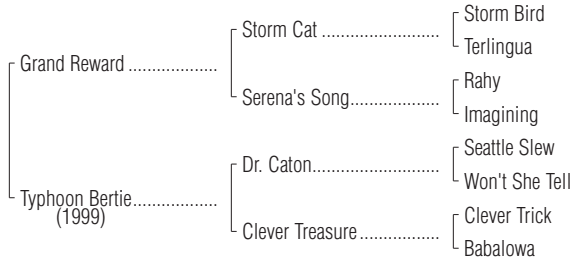 Storm Bird
Storm Cat ........................
Terlingua
Grand Reward ..................
Rahy
Serena's Song..................
Imagining
Seattle Slew
Dr. Caton..........................
Won't She Tell
Typhoon Bertie.................
(1999)
Clever Trick
Clever Treasure ................
Babalowa